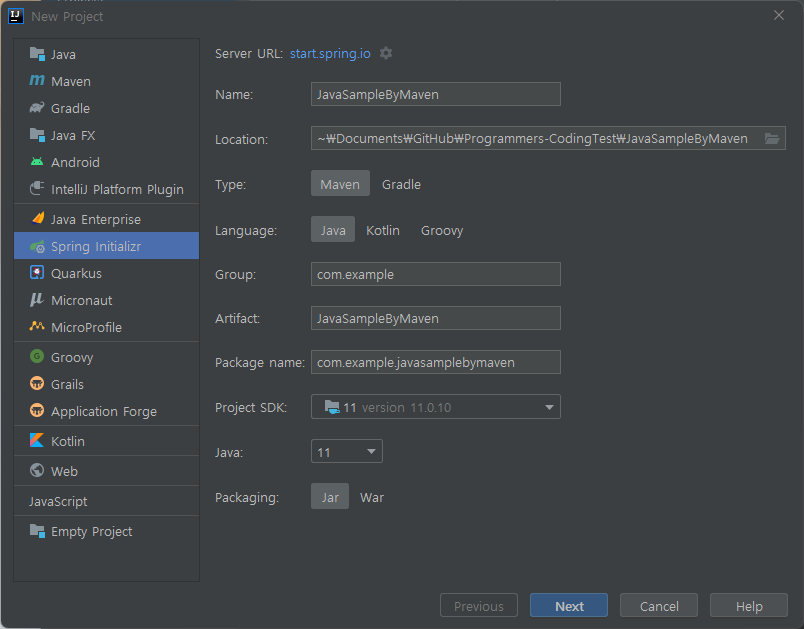 New Project
Java
Maven
Gradle
Java FX
Android
IntelliJ Platform Plugin
Java Enterprise
Spring Initializr
Quarkus
Micronaut
MicroProfile
Groovy
Grails
Application Forge
Kotlin
Web
JavaScript
Empty Project
Server URL: start.spring.io
Name: JavaSampleByMaven
Location: ~₩Documents₩GitHub₩Programmers-CodingTest₩JavaSampleByMaven
Type: Maven Gradle
Language: Java Kotlin Groovy
Group: com.example
Artifact: JavaSampleByMaven
Package name: com.example.javasamplebymaven
Project SDK: 11 version 11.0.10
Java: 11
Packaging: Jar War
Previous Next Cancel Help